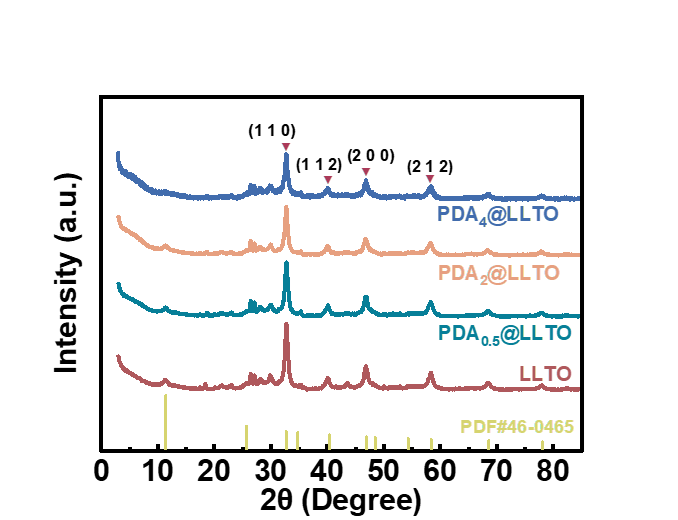 (1 1 0)
(1 1 2)
(2 0 0)
(2 1 2)
PDA4@LLTO
PDA2@LLTO
PDA0.5@LLTO
LLTO
PDF#46-0465
Intensity (a.u.)
0 10 20 30 40 50 60 70 80
2θ (Degree)